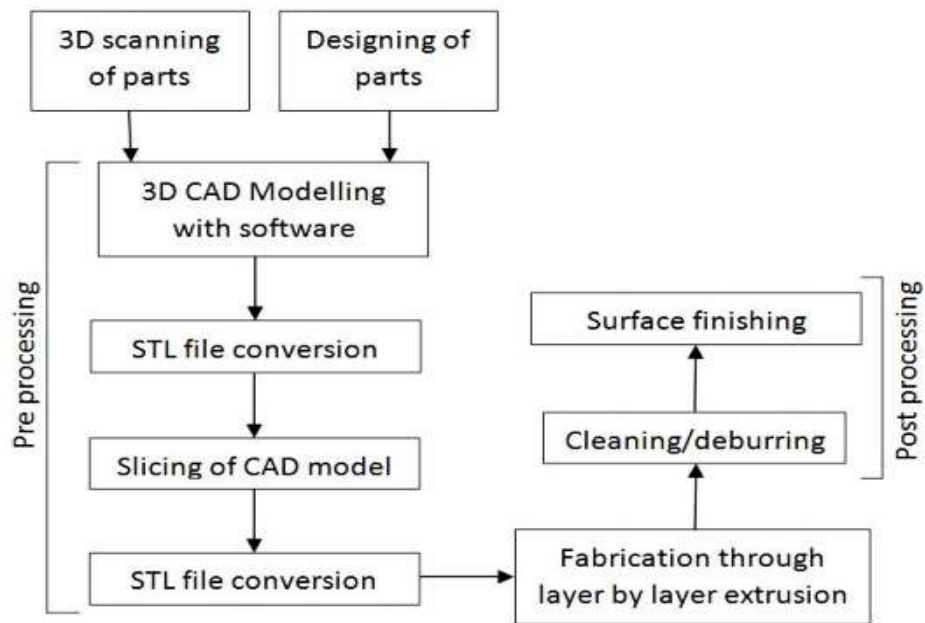 3D scanning
of parts
Designing of
parts
3D CAD Modelling
with software
STL file conversion
Slicing of CAD model
STL file conversion
Pre processing
Fabrication through
layer by layer extrusion
Cleaning/deburring
Surface finishing
Post processing